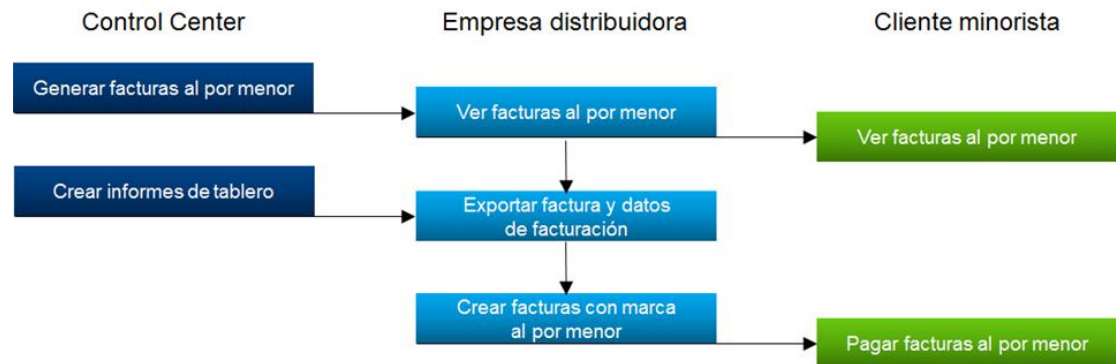 Control Center
Empresa distribuidora
Cliente minorista
Generar facturas al por menor
Ver facturas al por menor
Ver facturas al por menor
Crear informes de tablero
Exportar factura y datos
de facturación
Crear facturas con marca
al por menor
Pagar facturas al por menor